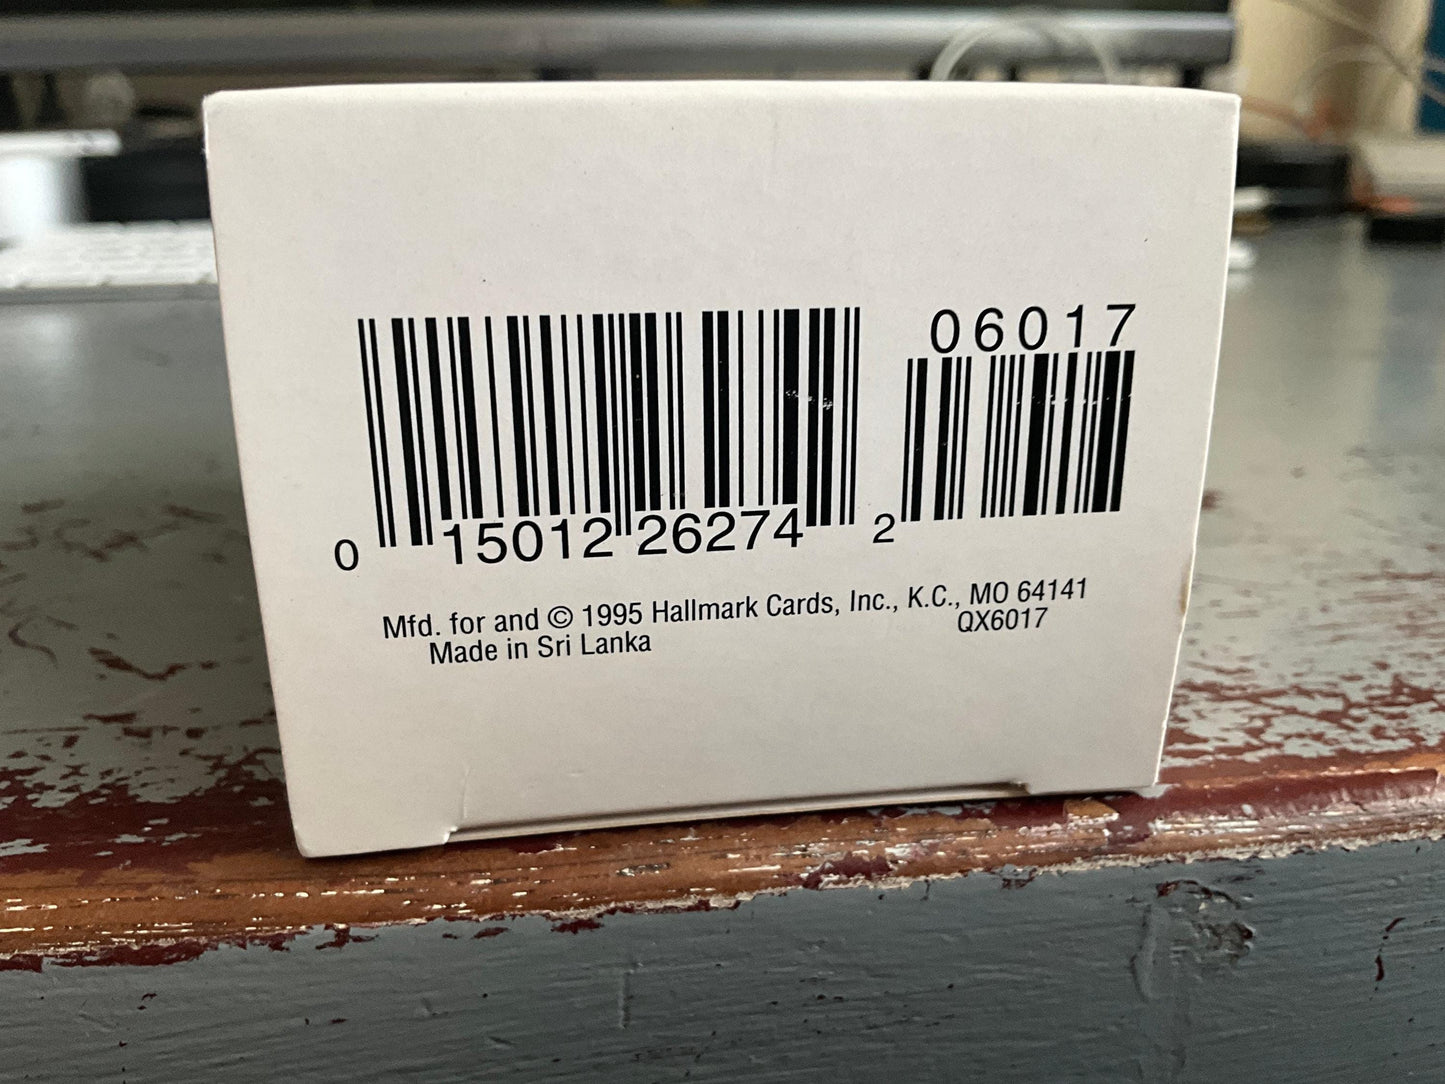 06017
0 15012 26274 2
Mfd. for and © 1995 Hallmark Cards, Inc., K.C., MO 64141
Made in Sri Lanka
QX6017